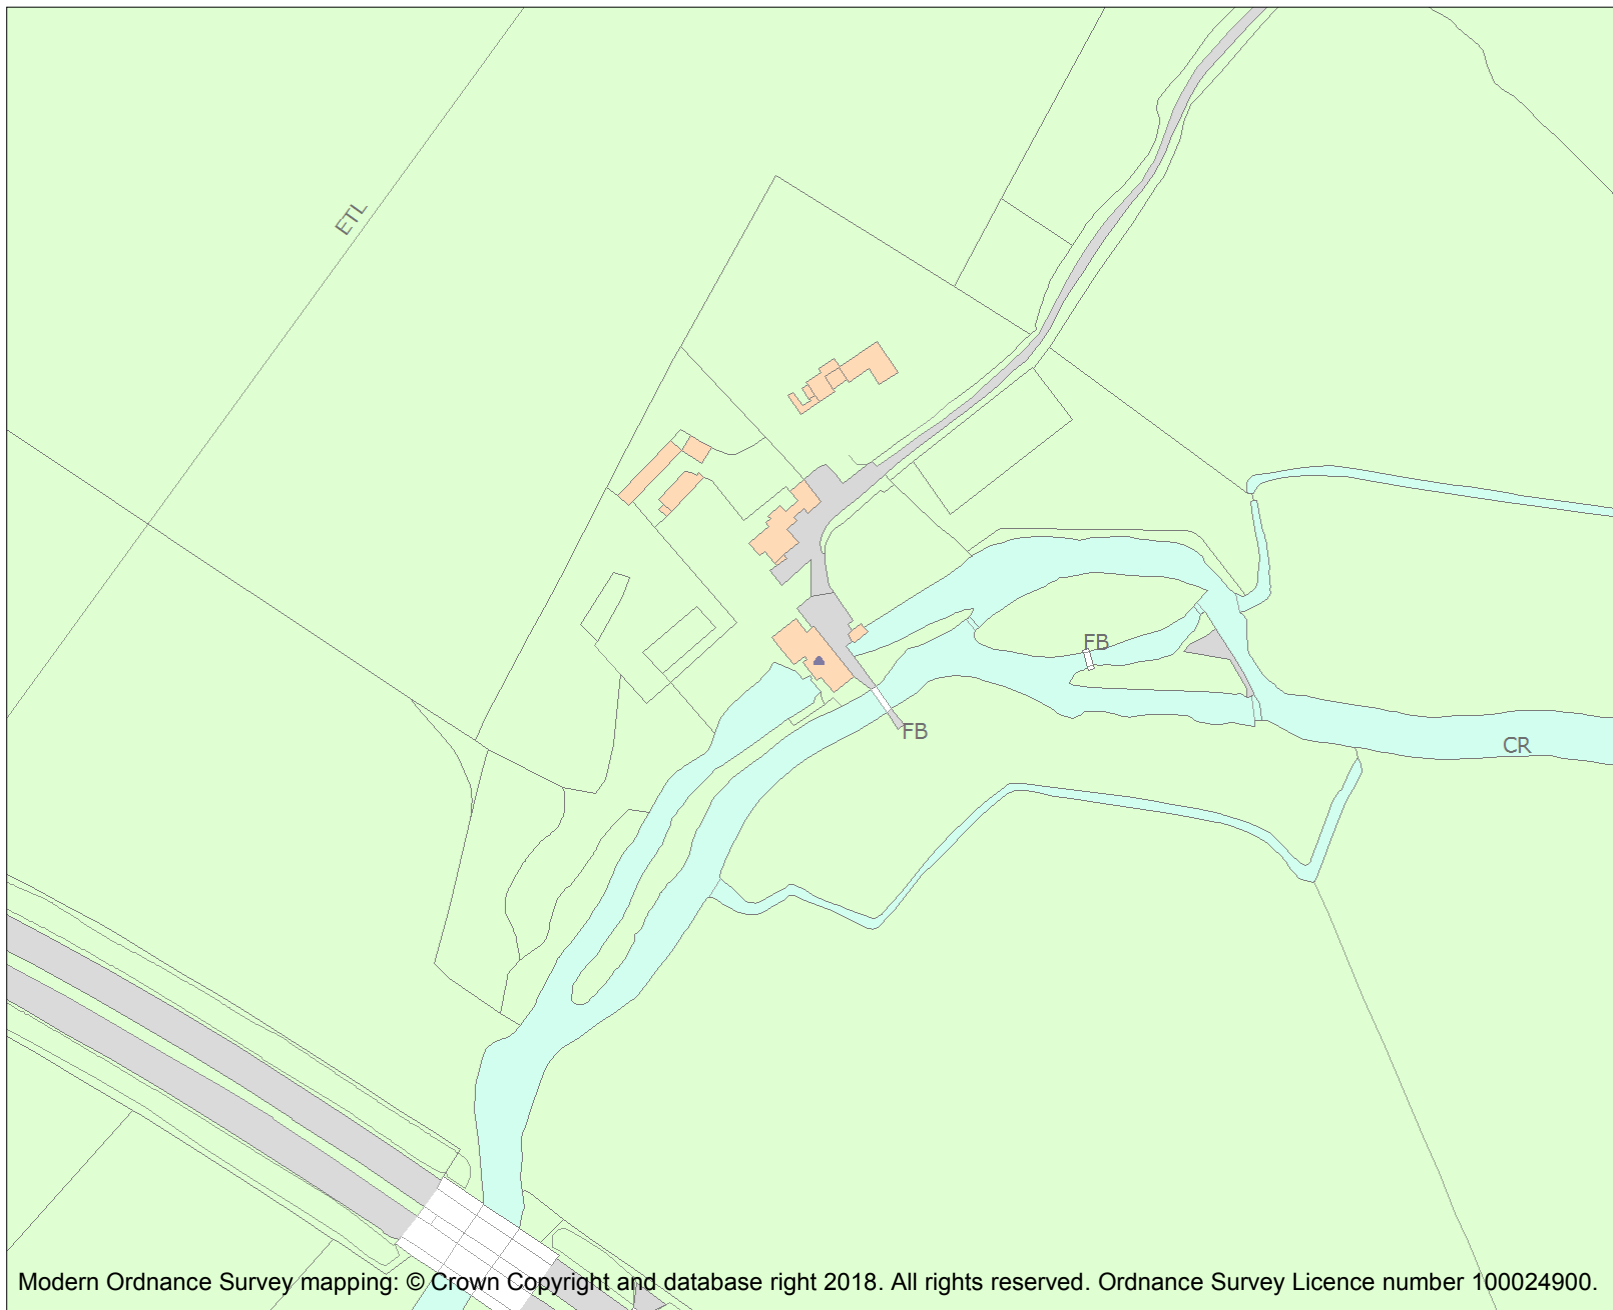 ETL
FB
FB
CR
Modern Ordnance Survey mapping: © Crown Copyright and database right 2018. All rights reserved. Ordnance Survey Licence number 100024900.